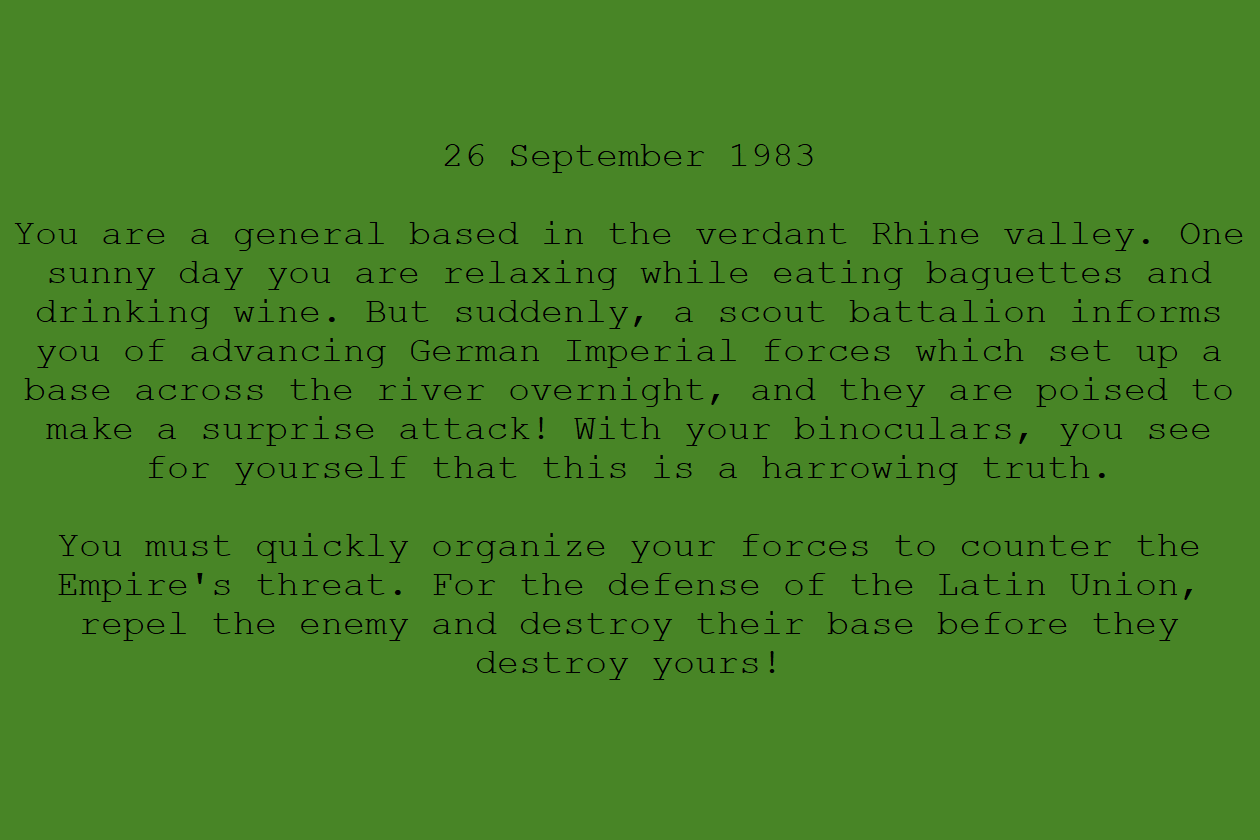 26 September 1983
You are a general based in the verdant Rhine valley. One
sunny day you are relaxing while eating baguettes and
drinking wine. But suddenly, a scout battalion informs
you of advancing German Imperial forces which set up a
base across the river overnight, and they are poised to
make a surprise attack! With your binoculars, you see
for yourself that this is a harrowing truth.
You must quickly organize your forces to counter the
Empire's threat. For the defense of the Latin Union,
repel the enemy and destroy their base before they
destroy yours!